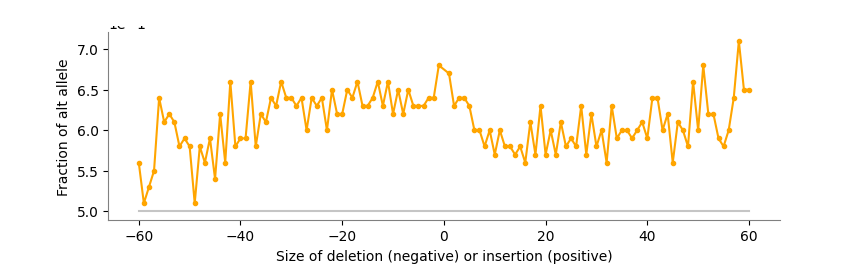 7.0
6.5
6.0
5.5
5.0
Fraction of alt allele
−60 −40 −20 0 20 40 60
Size of deletion (negative) or insertion (positive)